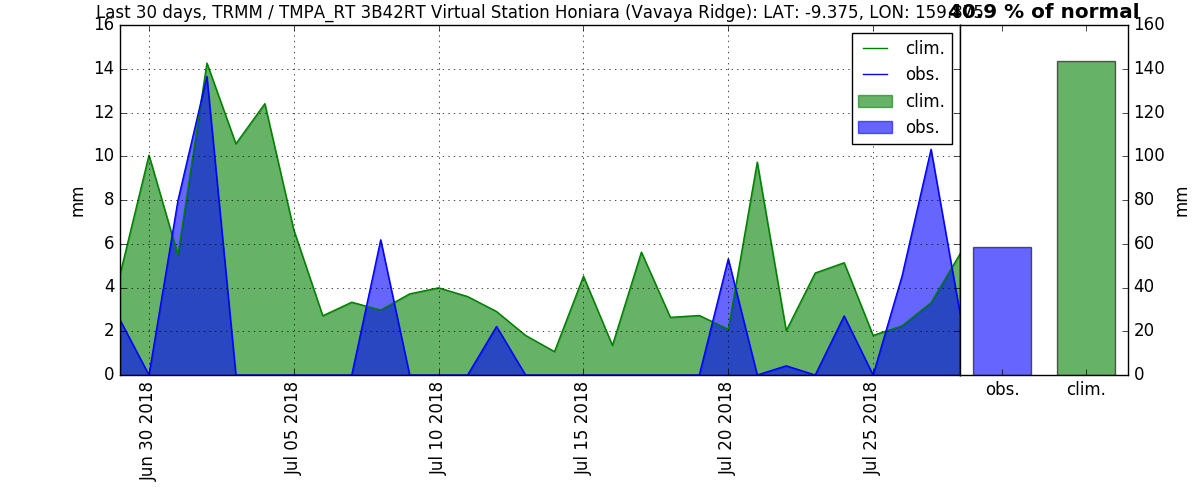 Last 30 days, TRMM / TMPA_RT 3B42RT Virtual Station Honiara (Vavaya Ridge): LAT: -9.375, LON:
40.9 % of normal
mm
16
14
12
10
8
6
4
2
0
clim.
obs.
clim.
obs.
160
140
120
100
80
60
40
20
0
mm
Jun 30 2018
Jul 05 2018
Jul 10 2018
Jul 15 2018
Jul 20 2018
Jul 25 2018
obs.
clim.